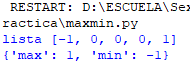 RESTART: D:\ESCUELA\Sex
ractica\maxmin.py
lista [-1, 0, 0, 0, 1]
{'max': 1, 'min': -1}